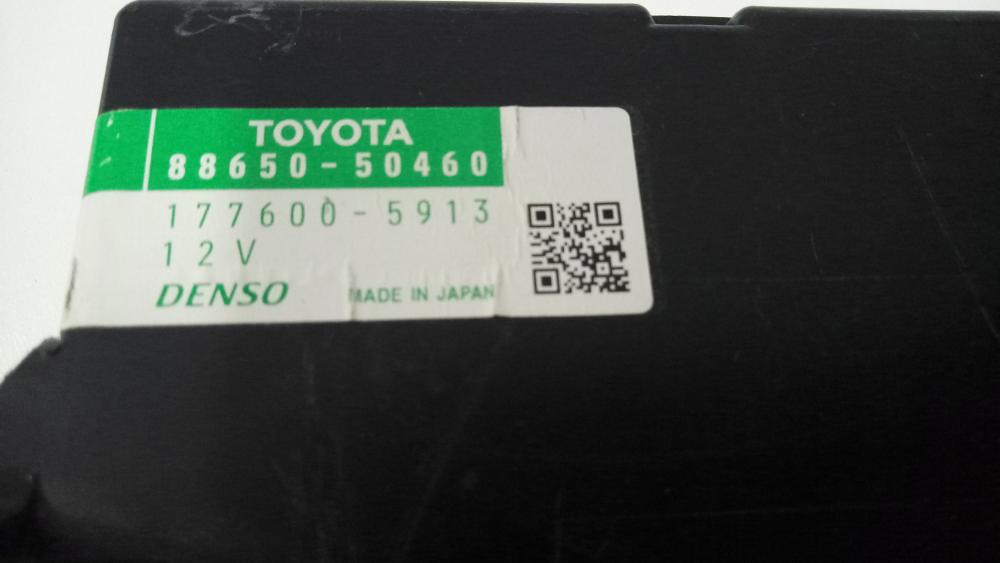 TOYOTA
88650-50460
177600-5913
12V
DENSO MADE IN JAPAN